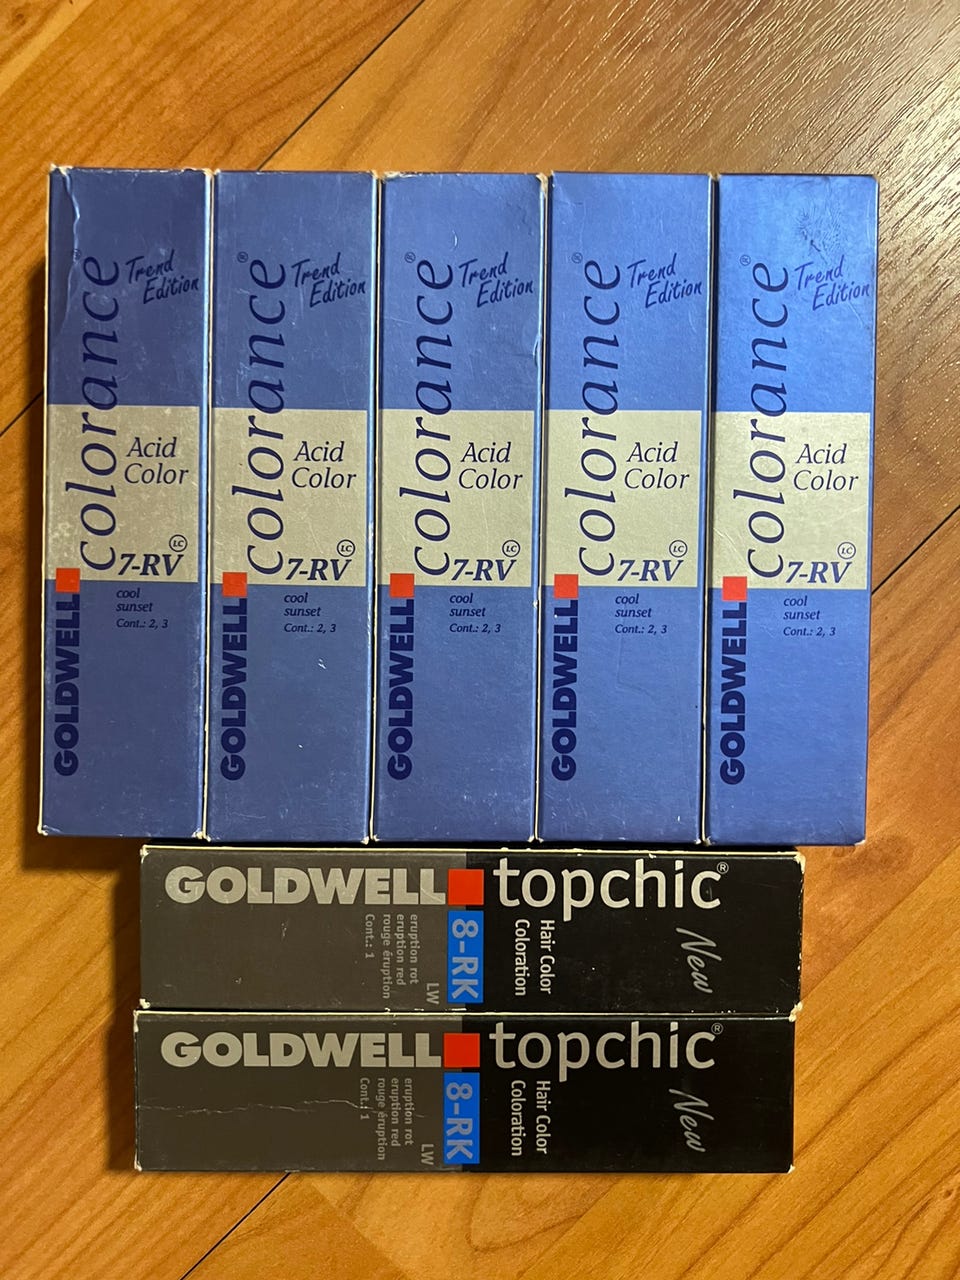 colorance®
Trend
Edition
Acid
Color
LC
7-RV
cool
sunset
Cont.: 2, 3
GOLDWELL
colorance®
Trend
Edition
Acid
Color
LC
7-RV
cool
sunset
Cont.: 2, 3
GOLDWELL
colorance®
Trend
Edition
Acid
Color
LC
7-RV
cool
sunset
Cont.: 2, 3
GOLDWELL
colorance®
Trend
Edition
Acid
Color
LC
7-RV
cool
sunset
Cont.: 2, 3
GOLDWELL
colorance®
Trend
Edition
Acid
Color
LC
7-RV
cool
sunset
Cont.: 2, 3
GOLDWELL
GOLDWELL topchic®
8-RK
eruption rot
eruption red
rouge éruption
Cont.: 1
LW
Hair Color
Coloration
New
GOLDWELL topchic®
8-RK
eruption rot
eruption red
rouge éruption
Cont.: 1
LW
Hair Color
Coloration
New